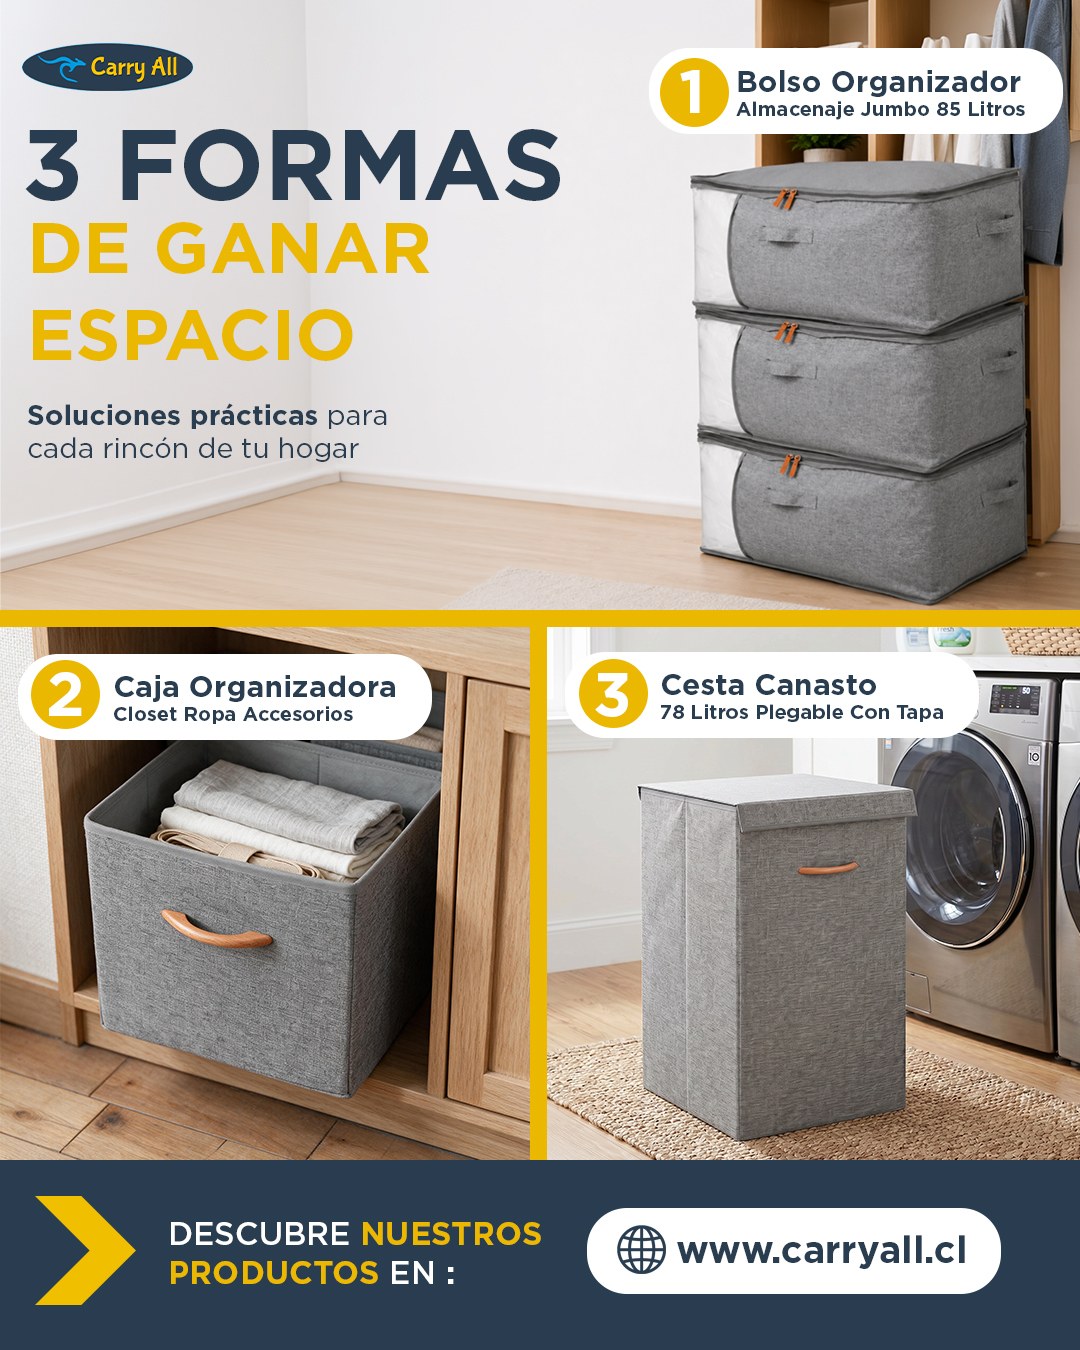 Carry All
3 FORMAS
DE GANAR
ESPACIO
Soluciones prácticas para
cada rincón de tu hogar
1
Bolso Organizador
Almacenaje Jumbo 85 Litros
2
Caja Organizadora
Closet Ropa Accesorios
3
Cesta Canasto
78 Litros Plegable Con Tapa
50
10
DESCUBRE NUESTROS
PRODUCTOS EN :
www.carryall.cl